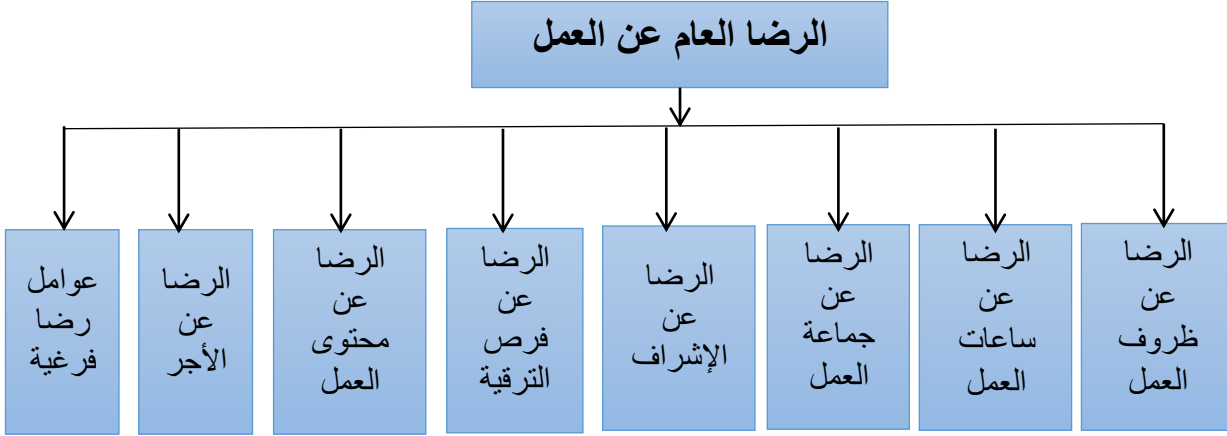 الرضا العام عن العمل
الرضا
عن
ظروف
العمل
الرضا
عن
ساعات
العمل
الرضا
عن
جماعة
العمل
الرضا
عن
الإشراف
الرضا
عن
فرص
الترقية
الرضا
عن
محتوى
العمل
الرضا
عن
الأجر
عوامل
رضا
فرغية